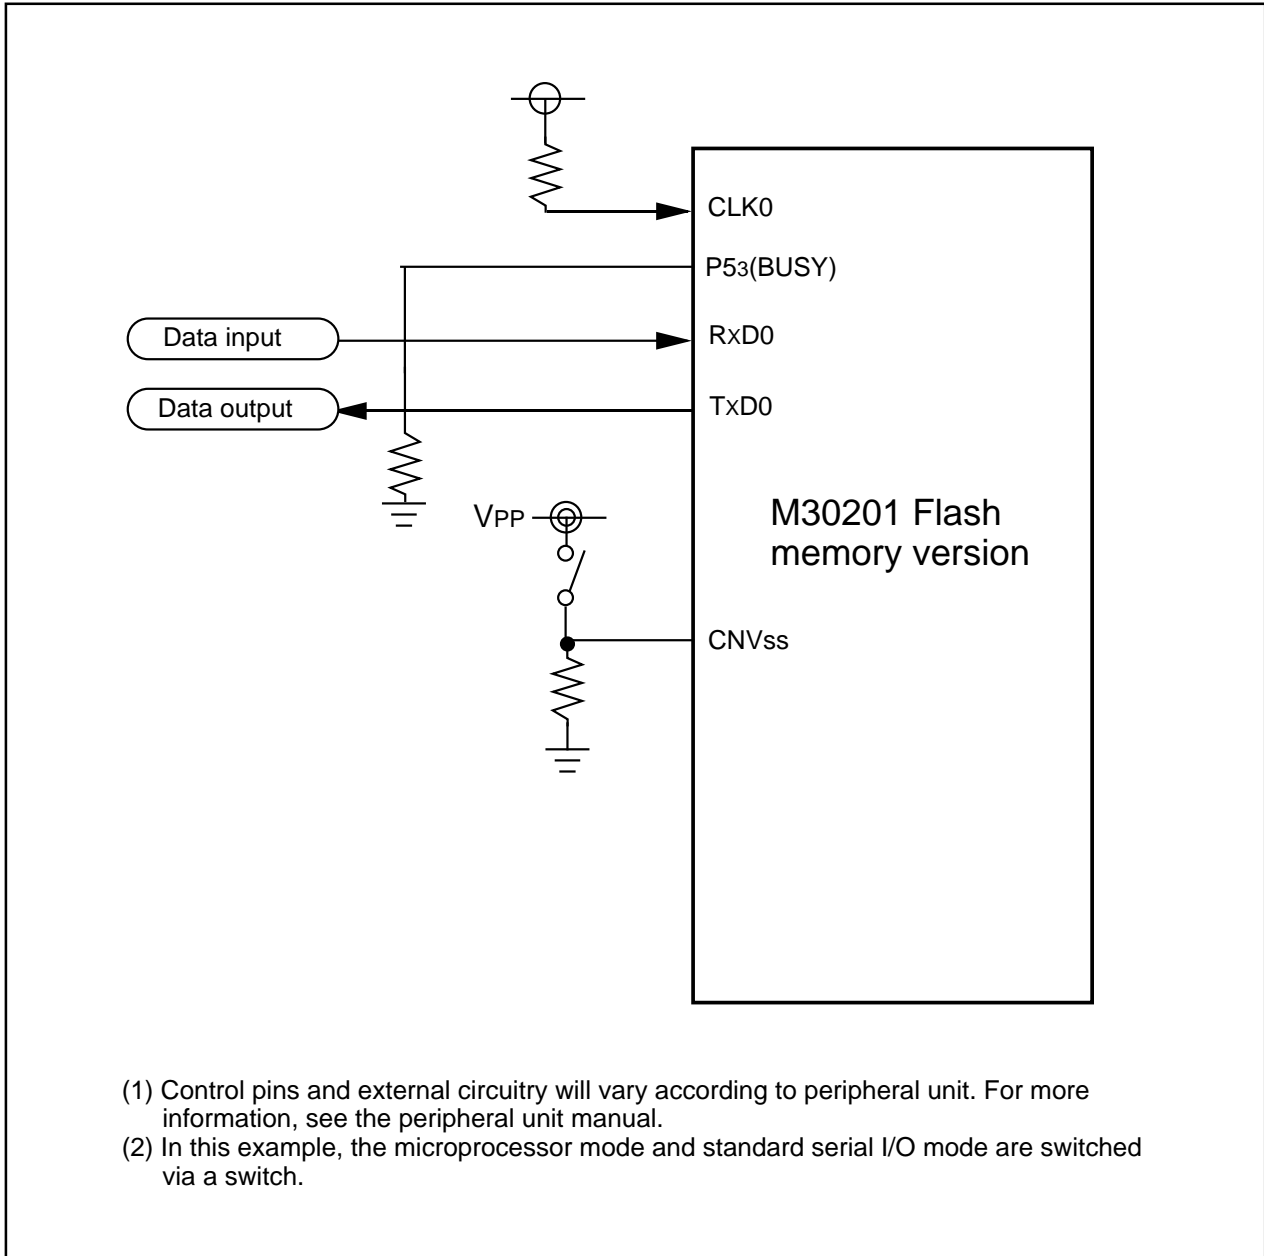 CLK0
P53(BUSY)
Data input
RxD0
Data output
TxD0
VPP
M30201 Flash
memory version
CNVss
(1) Control pins and external circuitry will vary according to peripheral unit. For more
information, see the peripheral unit manual.
(2) In this example, the microprocessor mode and standard serial I/O mode are switched
via a switch.